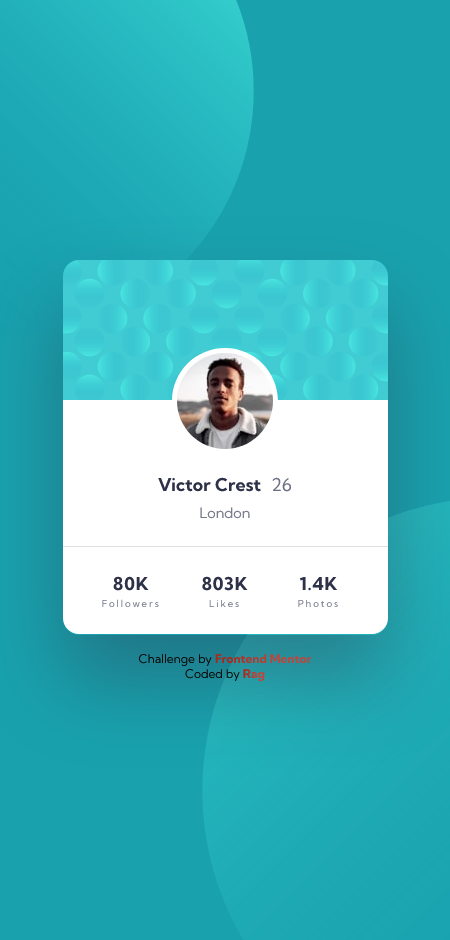 Victor Crest 26
London
80K 803K 1.4K
Followers Likes Photos
Challenge by Frontend Mentor
Coded by Rag